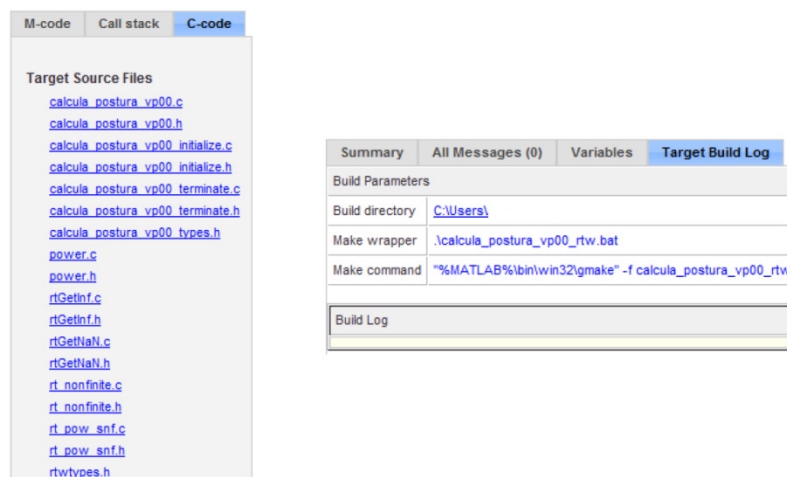 M-code Call stack C-code
Target Source Files
calcula_postura_vp00.c
calcula_postura_vp00.h
calcula_postura_vp00_initialize.c
calcula_postura_vp00_initialize.h
calcula_postura_vp00_terminate.c
calcula_postura_vp00_terminate.h
calcula_postura_vp00_types.h
power.c
power.h
rtGetInf.c
rtGetInf.h
rtGetNaN.c
rtGetNaN.h
rt_nonfinite.c
rt_nonfinite.h
rt_pow_snf.c
rt_pow_snf.h
rtwtypes.h
Summary All Messages (0) Variables Target Build Log
Build Parameters
Build directory C:\Users\
Make wrapper .\calcula_postura_vp00_rtw.bat
Make command "%MATLAB%\bin\win32\gmake" -f calcula_postura_vp00_rtw
Build Log